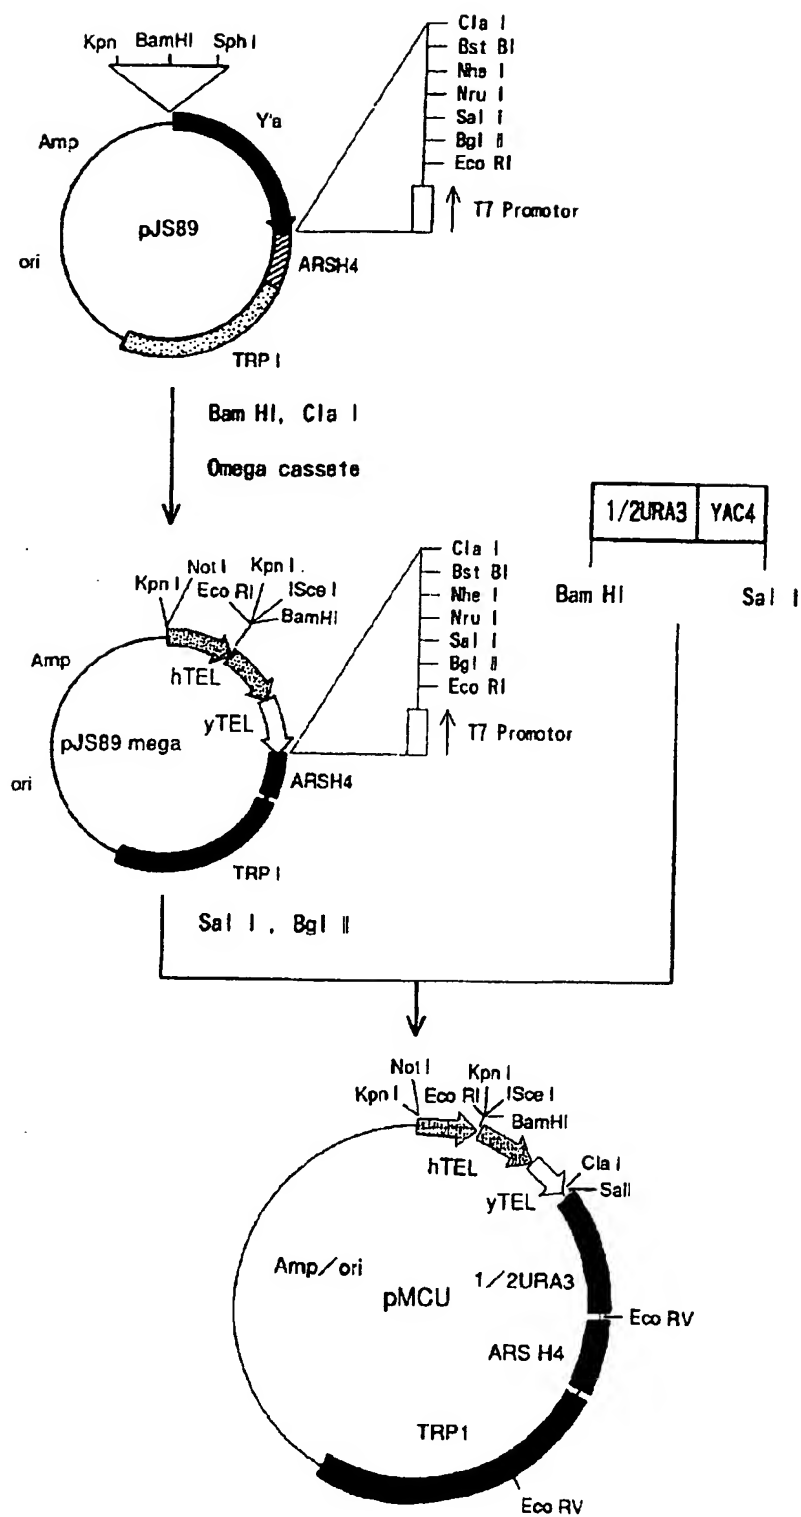 Kpn BamHI Sph I
Cla I
Bst BI
Nhe I
Nru I
Sal I
Bgl II
Eco RI
T7 Promotor
Y'a
Amp
pJS89
ori
ARSH4
TRP I
Bam HI, Cla I
Omega cassete
1/2URA3 YAC4
Bam HI Sal I
Kpn I Not I Eco RI Kpn I. ISce I
BamHI
Cla I
Bst BI
Nhe I
Nru I
Sal I
Bgl II
Eco RI
T7 Promotor
Amp
hTEL
yTEL
pJS89 mega
ori
ARSH4
TRP I
Sal I , Bgl II
Not I
Kpn I Eco RI Kpn I ISce I
BamHI
hTEL
Cla I
SalI
yTEL
Amp/ori
pMCU
1/2URA3
Eco RV
ARS H4
TRP1
Eco RV